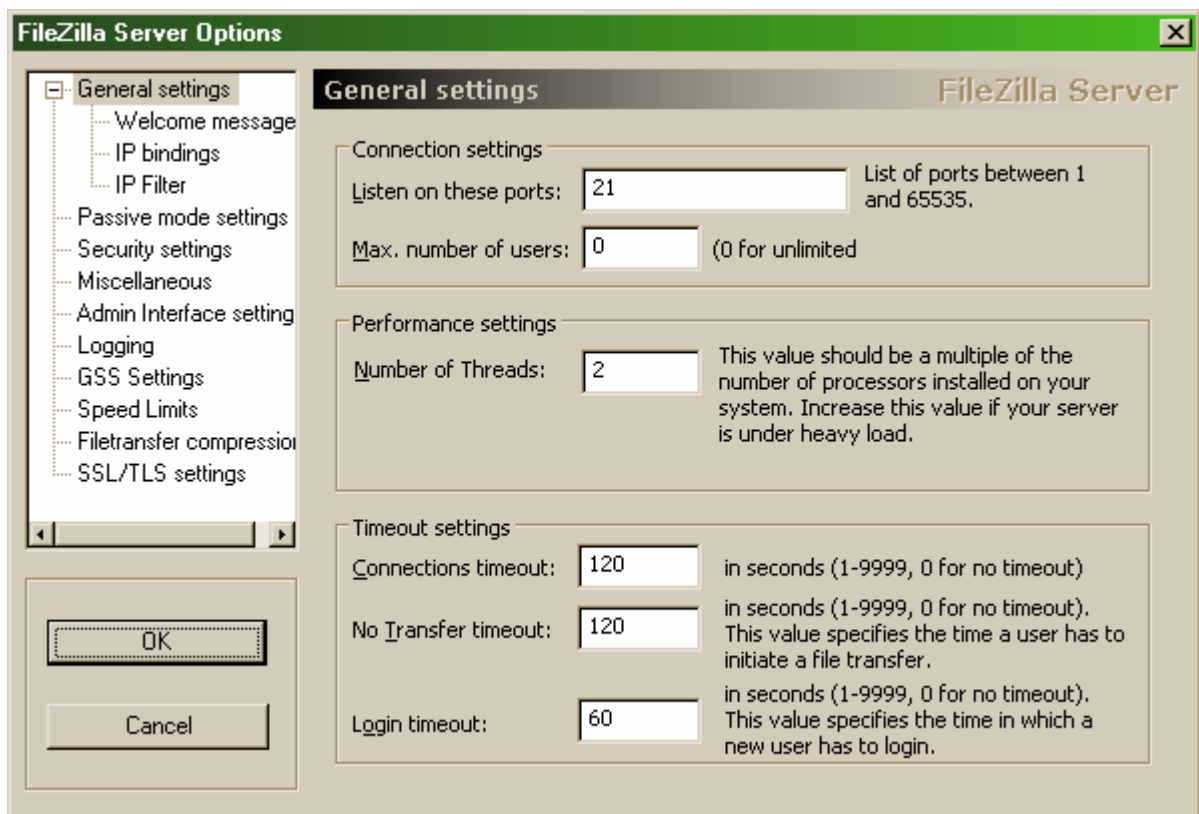 FileZilla Server Options
General settings
Welcome message
IP bindings
IP Filter
Passive mode settings
Security settings
Miscellaneous
Admin Interface setting
Logging
GSS Settings
Speed Limits
Filetransfer compression
SSL/TLS settings
OK
Cancel
General settings
FileZilla Server
Connection settings
Listen on these ports: 21
List of ports between 1
and 65535.
Max. number of users: 0 (0 for unlimited
Performance settings
Number of Threads: 2
This value should be a multiple of the
number of processors installed on your
system. Increase this value if your server
is under heavy load.
Timeout settings
Connections timeout: 120 in seconds (1-9999, 0 for no timeout)
No Transfer timeout: 120
in seconds (1-9999, 0 for no timeout).
This value specifies the time a user has to
initiate a file transfer.
Login timeout: 60
in seconds (1-9999, 0 for no timeout).
This value specifies the time in which a
new user has to login.